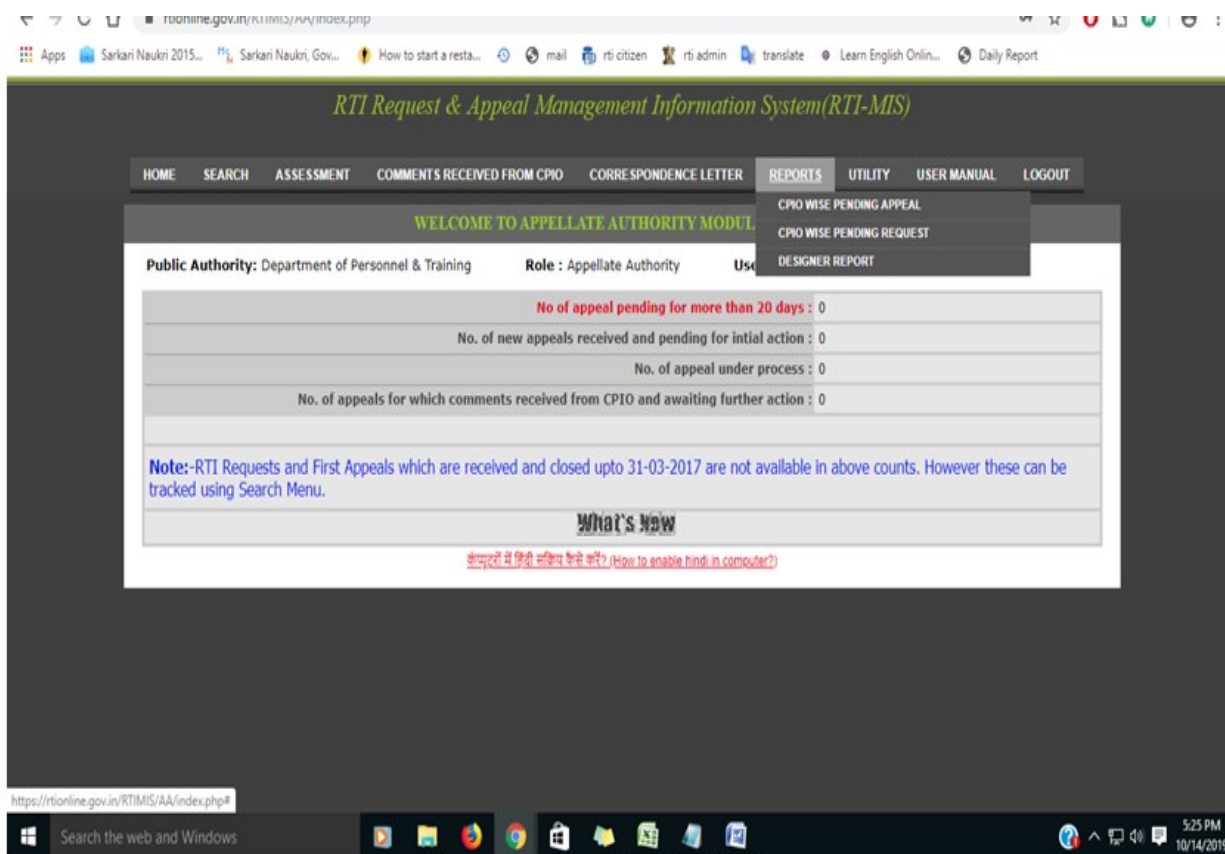 rtionline.gov.in/RTIMIS/AA/index.php
Apps Sarkari Naukri 2015... Sarkari Naukri, Gov... How to start a resta... mail rti citizen rti admin translate Learn English Onlin... Daily Report
RTI Request & Appeal Management Information System(RTI-MIS)
HOME SEARCH ASSESSMENT COMMENTS RECEIVED FROM CPIO CORRESPONDENCE LETTER REPORTS UTILITY USER MANUAL LOGOUT
CPIO WISE PENDING APPEAL
WELCOME TO APPELLATE AUTHORITY MODUL
CPIO WISE PENDING REQUEST
Public Authority: Department of Personnel & Training Role : Appellate Authority Use
DESIGNER REPORT
No of appeal pending for more than 20 days : 0
No. of new appeals received and pending for intial action : 0
No. of appeal under process : 0
No. of appeals for which comments received from CPIO and awaiting further action : 0
Note:-RTI Requests and First Appeals which are received and closed upto 31-03-2017 are not available in above counts. However these can be
tracked using Search Menu.
What's New
कंप्यूटरों में हिंदी सक्रिय कैसे करें? (How to enable hindi in computer?)
https://rtionline.gov.in/RTIMIS/AA/index.php#
Search the web and Windows
5:25 PM
10/14/2019